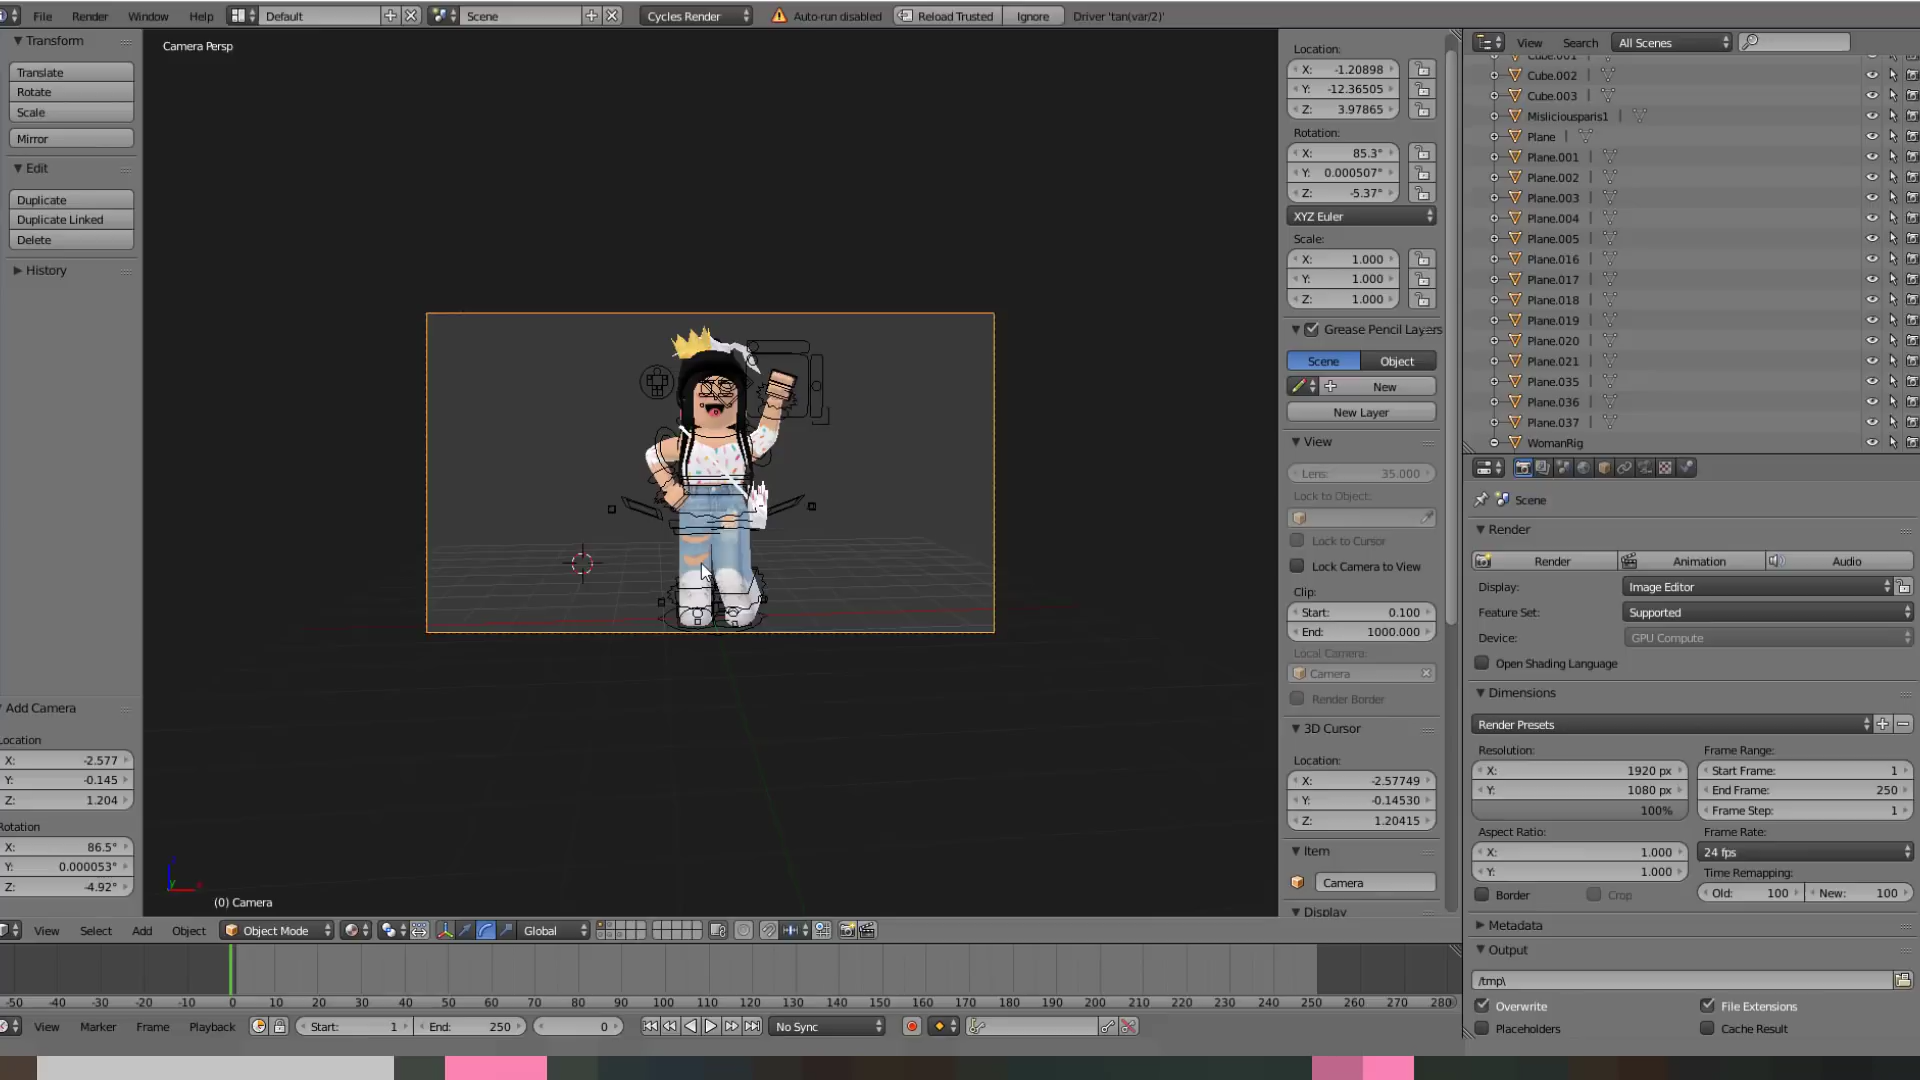 File Render Window Help Default Scene Cycles Render Auto-run disabled Reload Trusted Ignore Driver 'tan(var/2)'
Transform
Translate
Rotate
Scale
Mirror
Edit
Duplicate
Duplicate Linked
Delete
History
Add Camera
Location
X: -2.577
Y: -0.145
Z: 1.204
Rotation
X: 86.5°
Y: 0.000053°
Z: -4.92°
Camera Persp
(0) Camera
Location:
X: -1.20898
Y: -12.36505
Z: 3.97865
Rotation:
X: 85.3°
Y: 0.000507°
Z: -5.37°
XYZ Euler
Scale:
X: 1.000
Y: 1.000
Z: 1.000
Grease Pencil Layers
Scene Object
New
New Layer
View
Lens: 35.000
Lock to Object:
Lock to Cursor
Lock Camera to View
Clip:
Start: 0.100
End: 1000.000
Local Camera:
Camera
Render Border
3D Cursor
Location:
X: -2.57749
Y: -0.14530
Z: 1.20415
Item
Camera
Display
View Search All Scenes
Cube.001
Cube.002
Cube.003
Misliciousparis1
Plane
Plane.001
Plane.002
Plane.003
Plane.004
Plane.005
Plane.016
Plane.017
Plane.018
Plane.019
Plane.020
Plane.021
Plane.035
Plane.036
Plane.037
WomanRig
Scene
Render
Render Animation Audio
Display: Image Editor
Feature Set: Supported
Device: GPU Compute
Open Shading Language
Dimensions
Render Presets
Resolution: Frame Range:
X: 1920 px Start Frame: 1
Y: 1080 px End Frame: 250
100% Frame Step: 1
Aspect Ratio: Frame Rate:
X: 1.000 24 fps
Y: 1.000 Time Remapping:
Border Crop Old: 100 New: 100
Metadata
Output
/tmp\
Overwrite File Extensions
Placeholders Cache Result
View Select Add Object Object Mode Global
-50 -40 -30 -20 -10 0 10 20 30 40 50 60 70 80 90 100 110 120 130 140 150 160 170 180 190 200 210 220 230 240 250 260 270 280
View Marker Frame Playback Start: 1 End: 250 0 No Sync